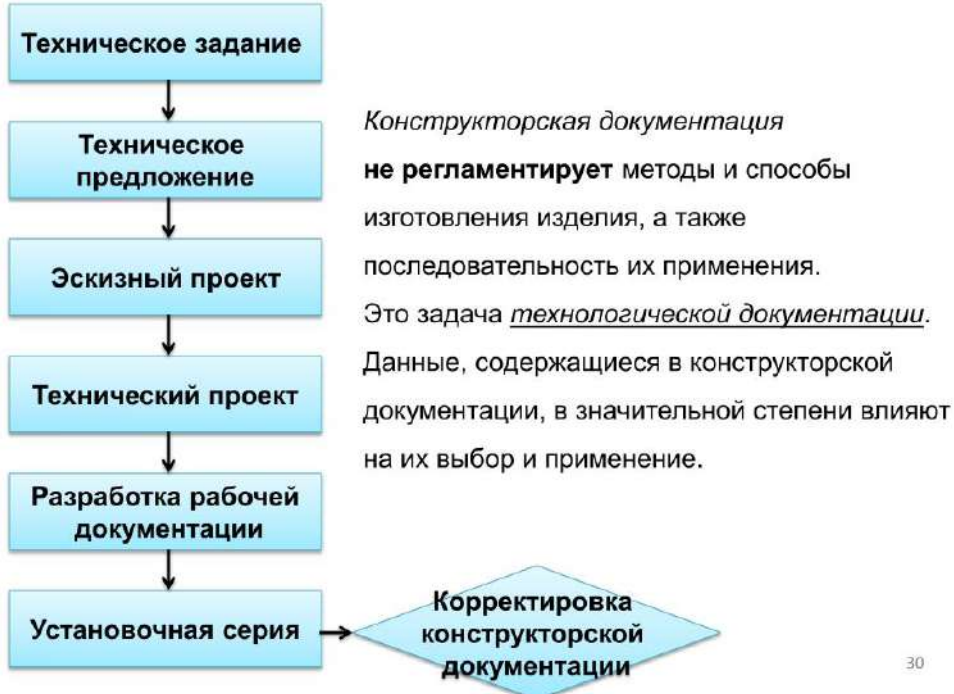 Техническое задание
Техническое
предложение
Эскизный проект
Технический проект
Разработка рабочей
документации
Установочная серия
Корректировка
конструкторской
документации
Конструкторская документация
не регламентирует методы и способы
изготовления изделия, а также
последовательность их применения.
Это задача технологической документации.
Данные, содержащиеся в конструкторской
документации, в значительной степени влияют
на их выбор и применение.
30